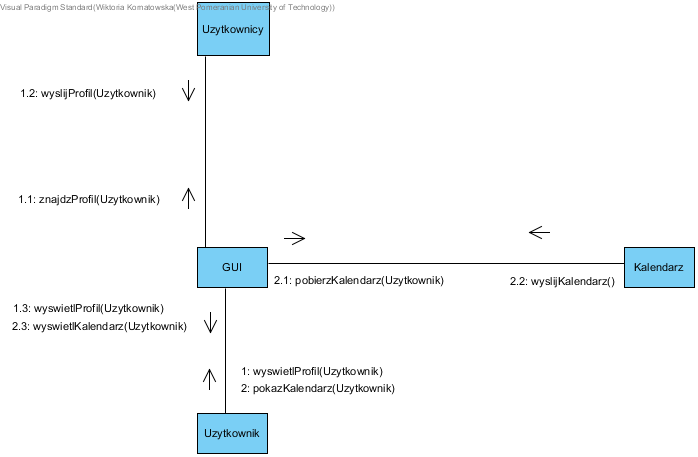 Visual Paradigm Standard(Wiktoria Kornatowska(West Pomeranian University of Technology))
Uzytkownicy
1.2: wyslijProfil(Uzytkownik)
1.1: znajdzProfil(Uzytkownik)
GUI
Kalendarz
2.1: pobierzKalendarz(Uzytkownik)
2.2: wyslijKalendarz()
1.3: wyswietlProfil(Uzytkownik)
2.3: wyswietlKalendarz(Uzytkownik)
1: wyswietlProfil(Uzytkownik)
2: pokazKalendarz(Uzytkownik)
Uzytkownik